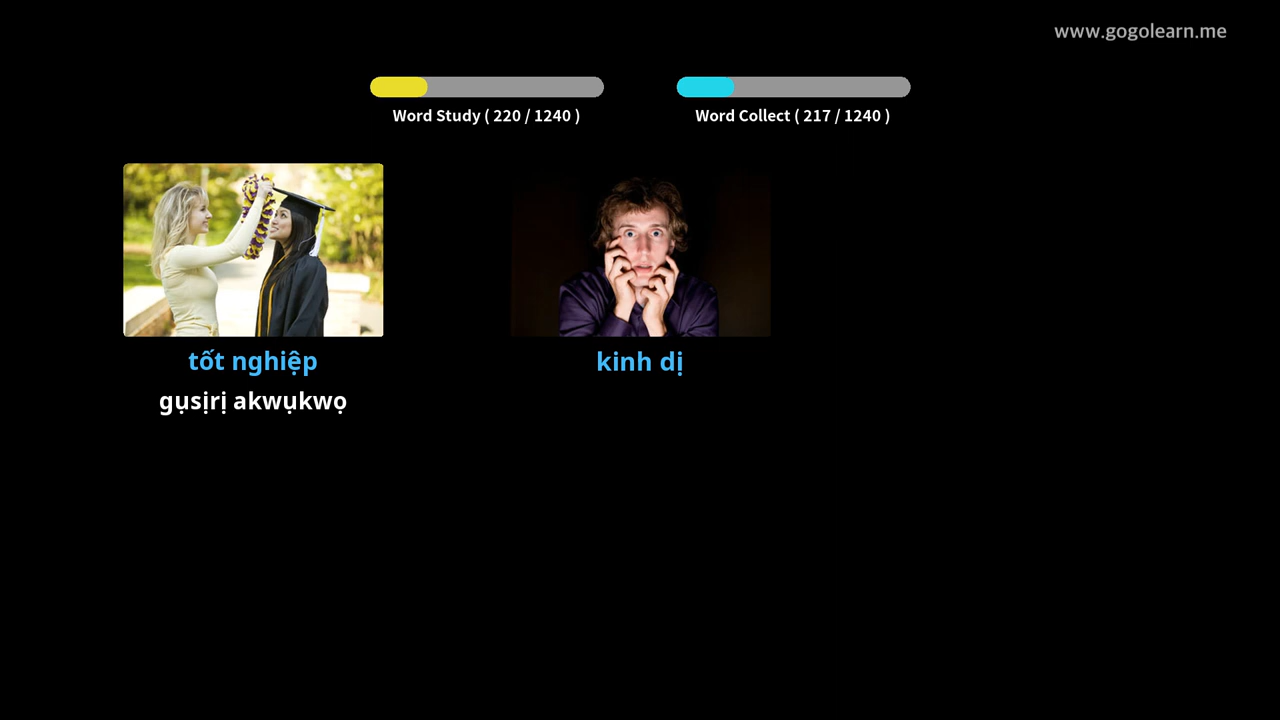 www.gogolearn.me
Word Study ( 220 / 1240 )
Word Collect ( 217 / 1240 )
tốt nghiệp
gụsịrị akwụkwọ
kinh dị